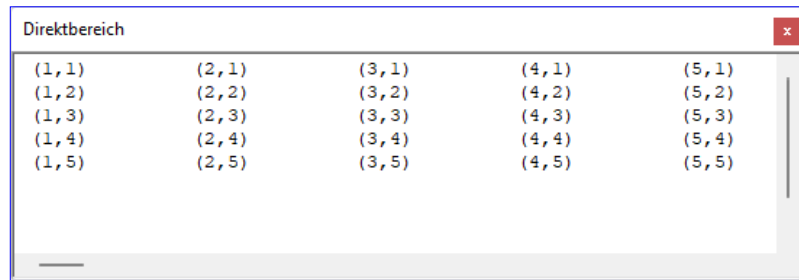 Direktbereich x
(1,1) (2,1) (3,1) (4,1) (5,1)
(1,2) (2,2) (3,2) (4,2) (5,2)
(1,3) (2,3) (3,3) (4,3) (5,3)
(1,4) (2,4) (3,4) (4,4) (5,4)
(1,5) (2,5) (3,5) (4,5) (5,5)